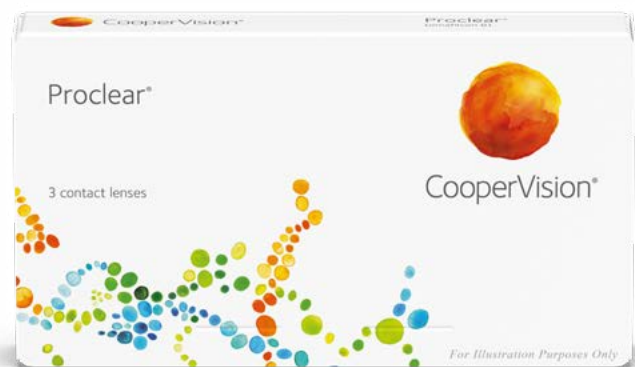 CooperVision®
Proclear®
Proclear®
3 contact lenses
CooperVision®
For Illustration Purposes Only